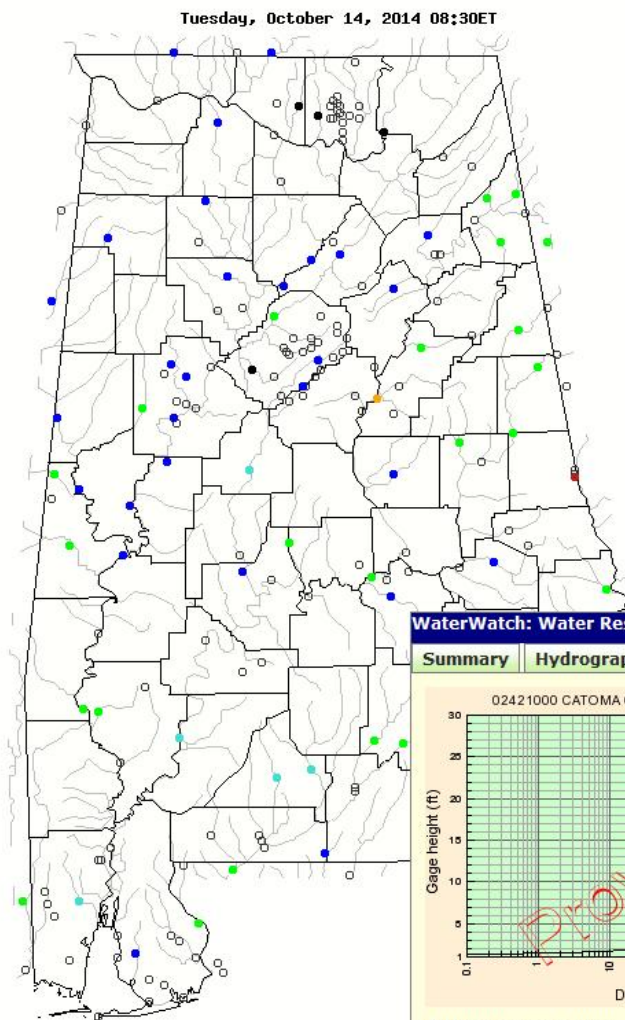 Tuesday, October 14, 2014 08:30ET
WaterWatch: Water Res
Summary Hydrograp
02421000 CATOMA
Gage height (ft)
30
25
20
15
10
5
1
0.1
1
10
Prov
D